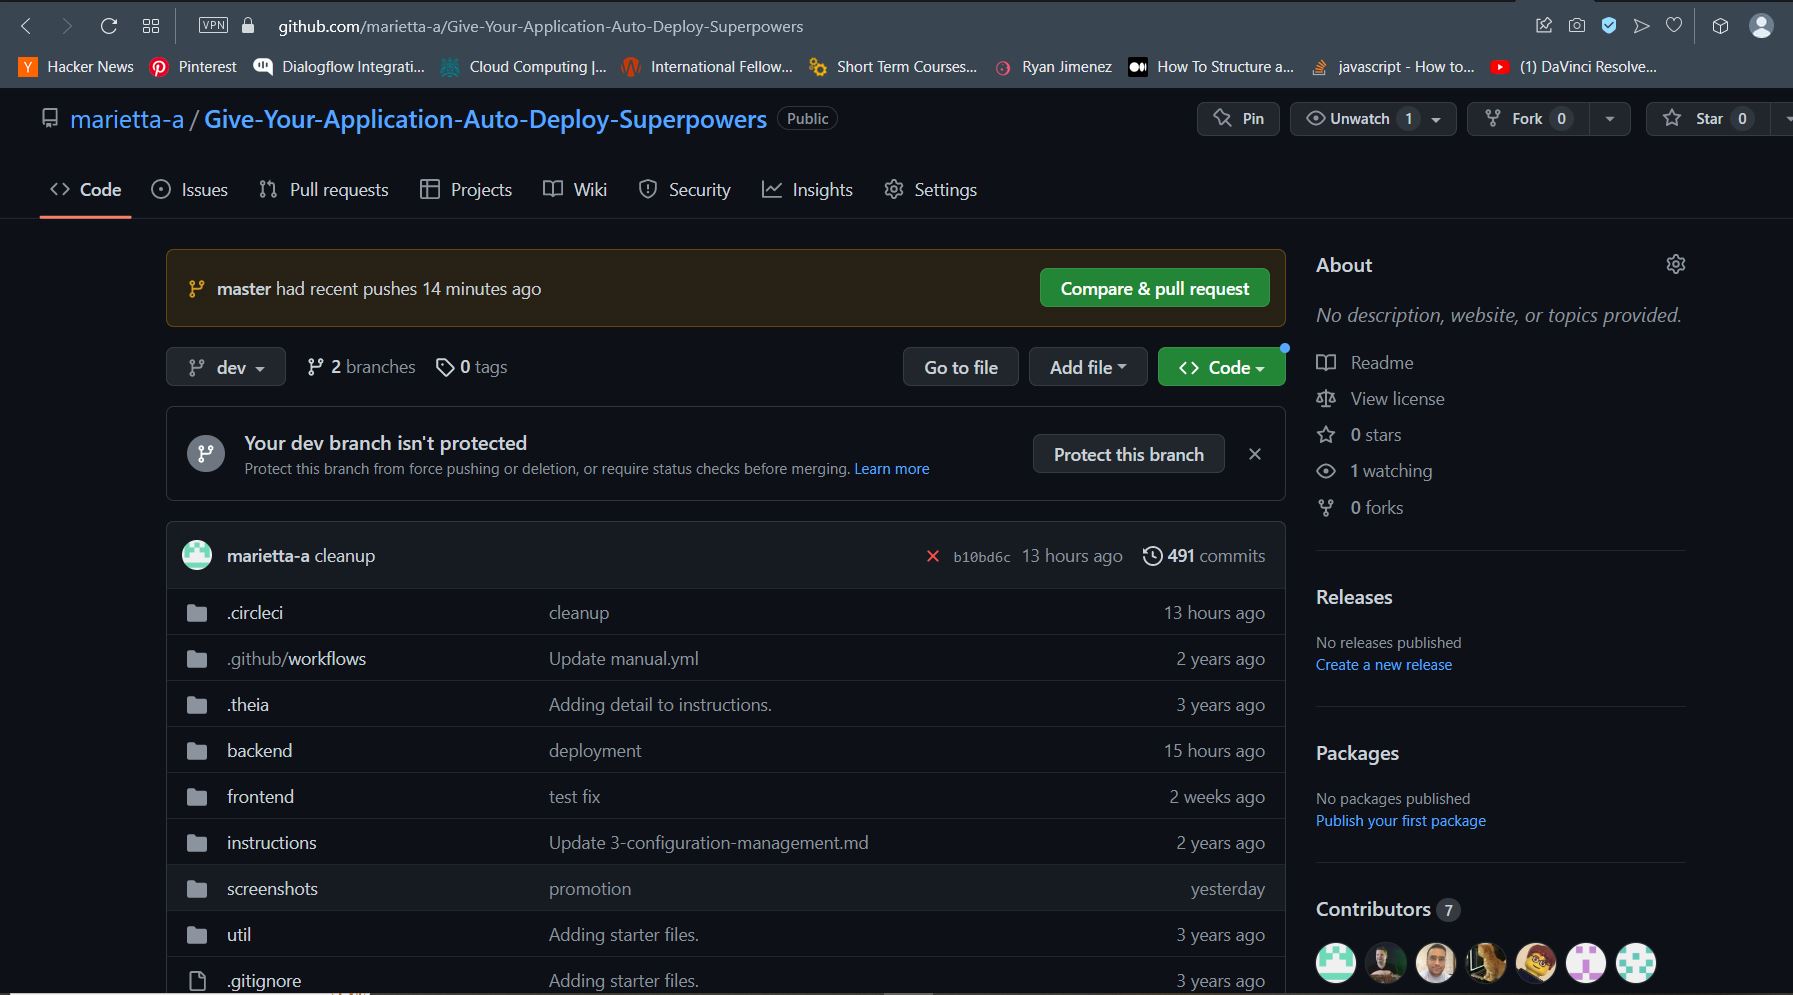 VPN github.com/marietta-a/Give-Your-Application-Auto-Deploy-Superpowers
Hacker News Pinterest Dialogflow Integrati... Cloud Computing |... International Fellow... Short Term Courses... Ryan Jimenez How To Structure a... javascript - How to... (1) DaVinci Resolve...
marietta-a / Give-Your-Application-Auto-Deploy-Superpowers Public Pin Unwatch 1 Fork 0 Star 0
Code Issues Pull requests Projects Wiki Security Insights Settings
master had recent pushes 14 minutes ago Compare & pull request
dev 2 branches 0 tags Go to file Add file Code
Your dev branch isn't protected
Protect this branch from force pushing or deletion, or require status checks before merging. Learn more
Protect this branch
marietta-a cleanup b10bd6c 13 hours ago 491 commits
.circleci cleanup 13 hours ago
.github/workflows Update manual.yml 2 years ago
.theia Adding detail to instructions. 3 years ago
backend deployment 15 hours ago
frontend test fix 2 weeks ago
instructions Update 3-configuration-management.md 2 years ago
screenshots promotion yesterday
util Adding starter files. 3 years ago
.gitignore Adding starter files. 3 years ago
About
No description, website, or topics provided.
Readme
View license
0 stars
1 watching
0 forks
Releases
No releases published
Create a new release
Packages
No packages published
Publish your first package
Contributors 7